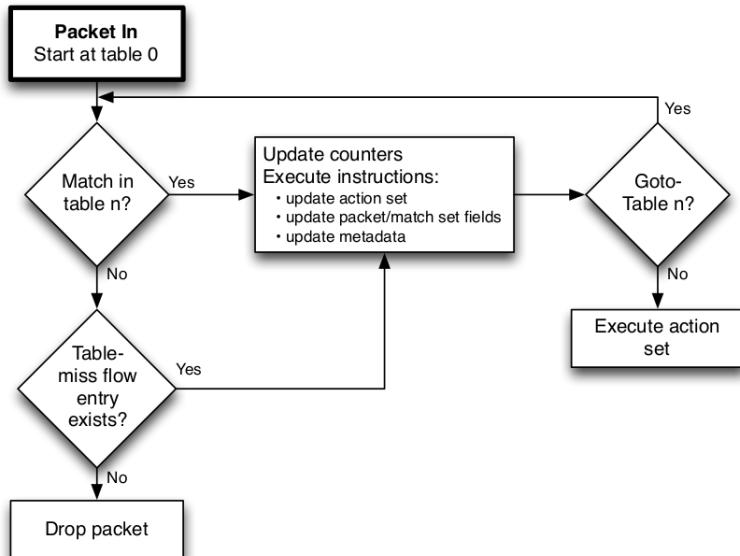 Packet In
Start at table 0
Yes
Match in
table n?
Yes
Update counters
Execute instructions:
• update action set
• update packet/match set fields
• update metadata
Goto-
Table n?
No
No
Execute action
set
Table-
miss flow
entry
exists?
Yes
No
Drop packet